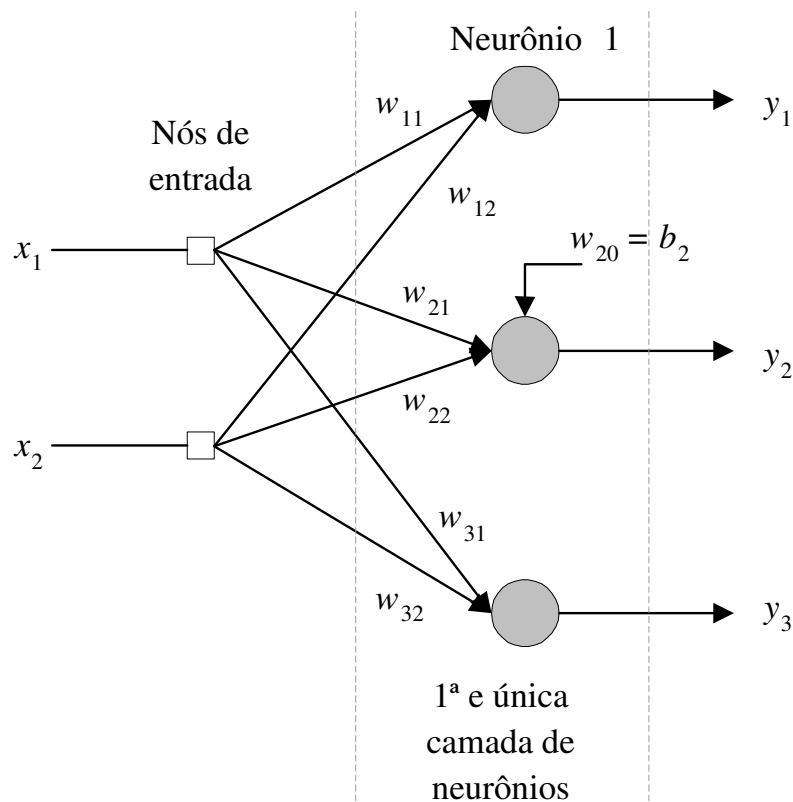 Neurônio 1
w11
y1
Nós de
entrada
w12
x1
w20 = b2
w21
y2
w22
x2
w31
w32
y3
1ª e única
camada de
neurônios